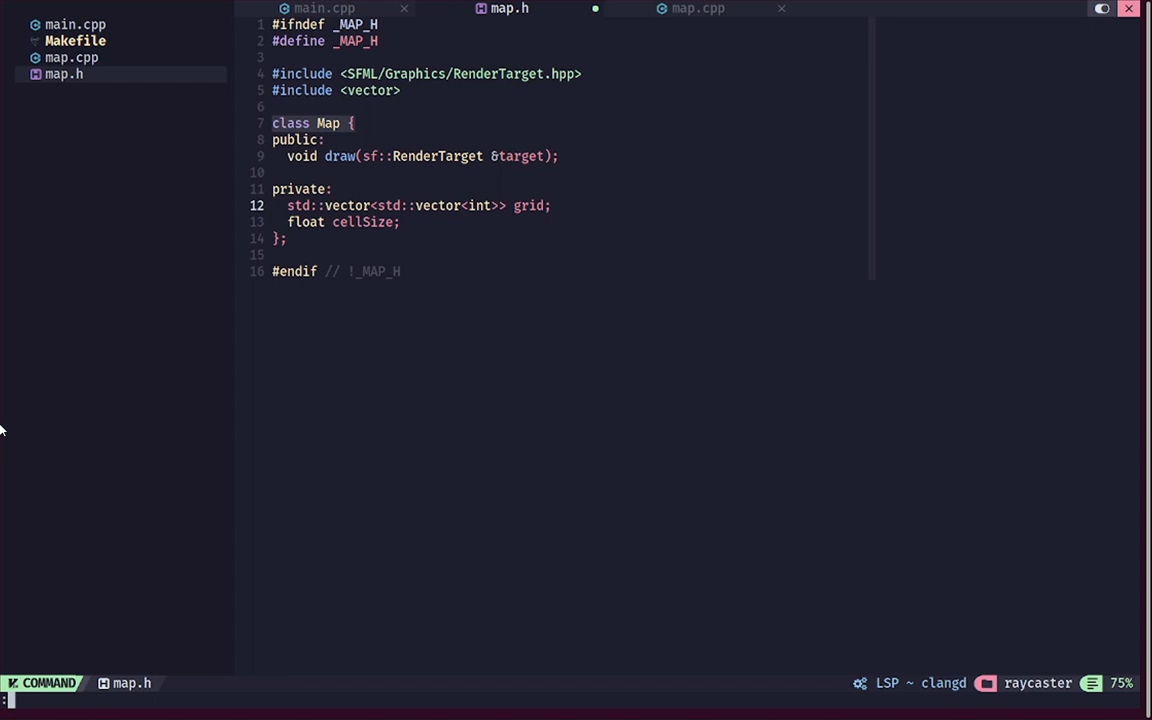 main.cpp
Makefile
map.cpp
map.h
main.cpp
map.h
map.cpp
1 #ifndef _MAP_H
2 #define _MAP_H
3
4 #include <SFML/Graphics/RenderTarget.hpp>
5 #include <vector>
6
7 class Map {
8 public:
9 void draw(sf::RenderTarget &target);
10
11 private:
12 std::vector<std::vector<int>> grid;
13 float cellSize;
14 };
15
16 #endif // !_MAP_H
COMMAND map.h LSP ~ clangd raycaster 75%
: